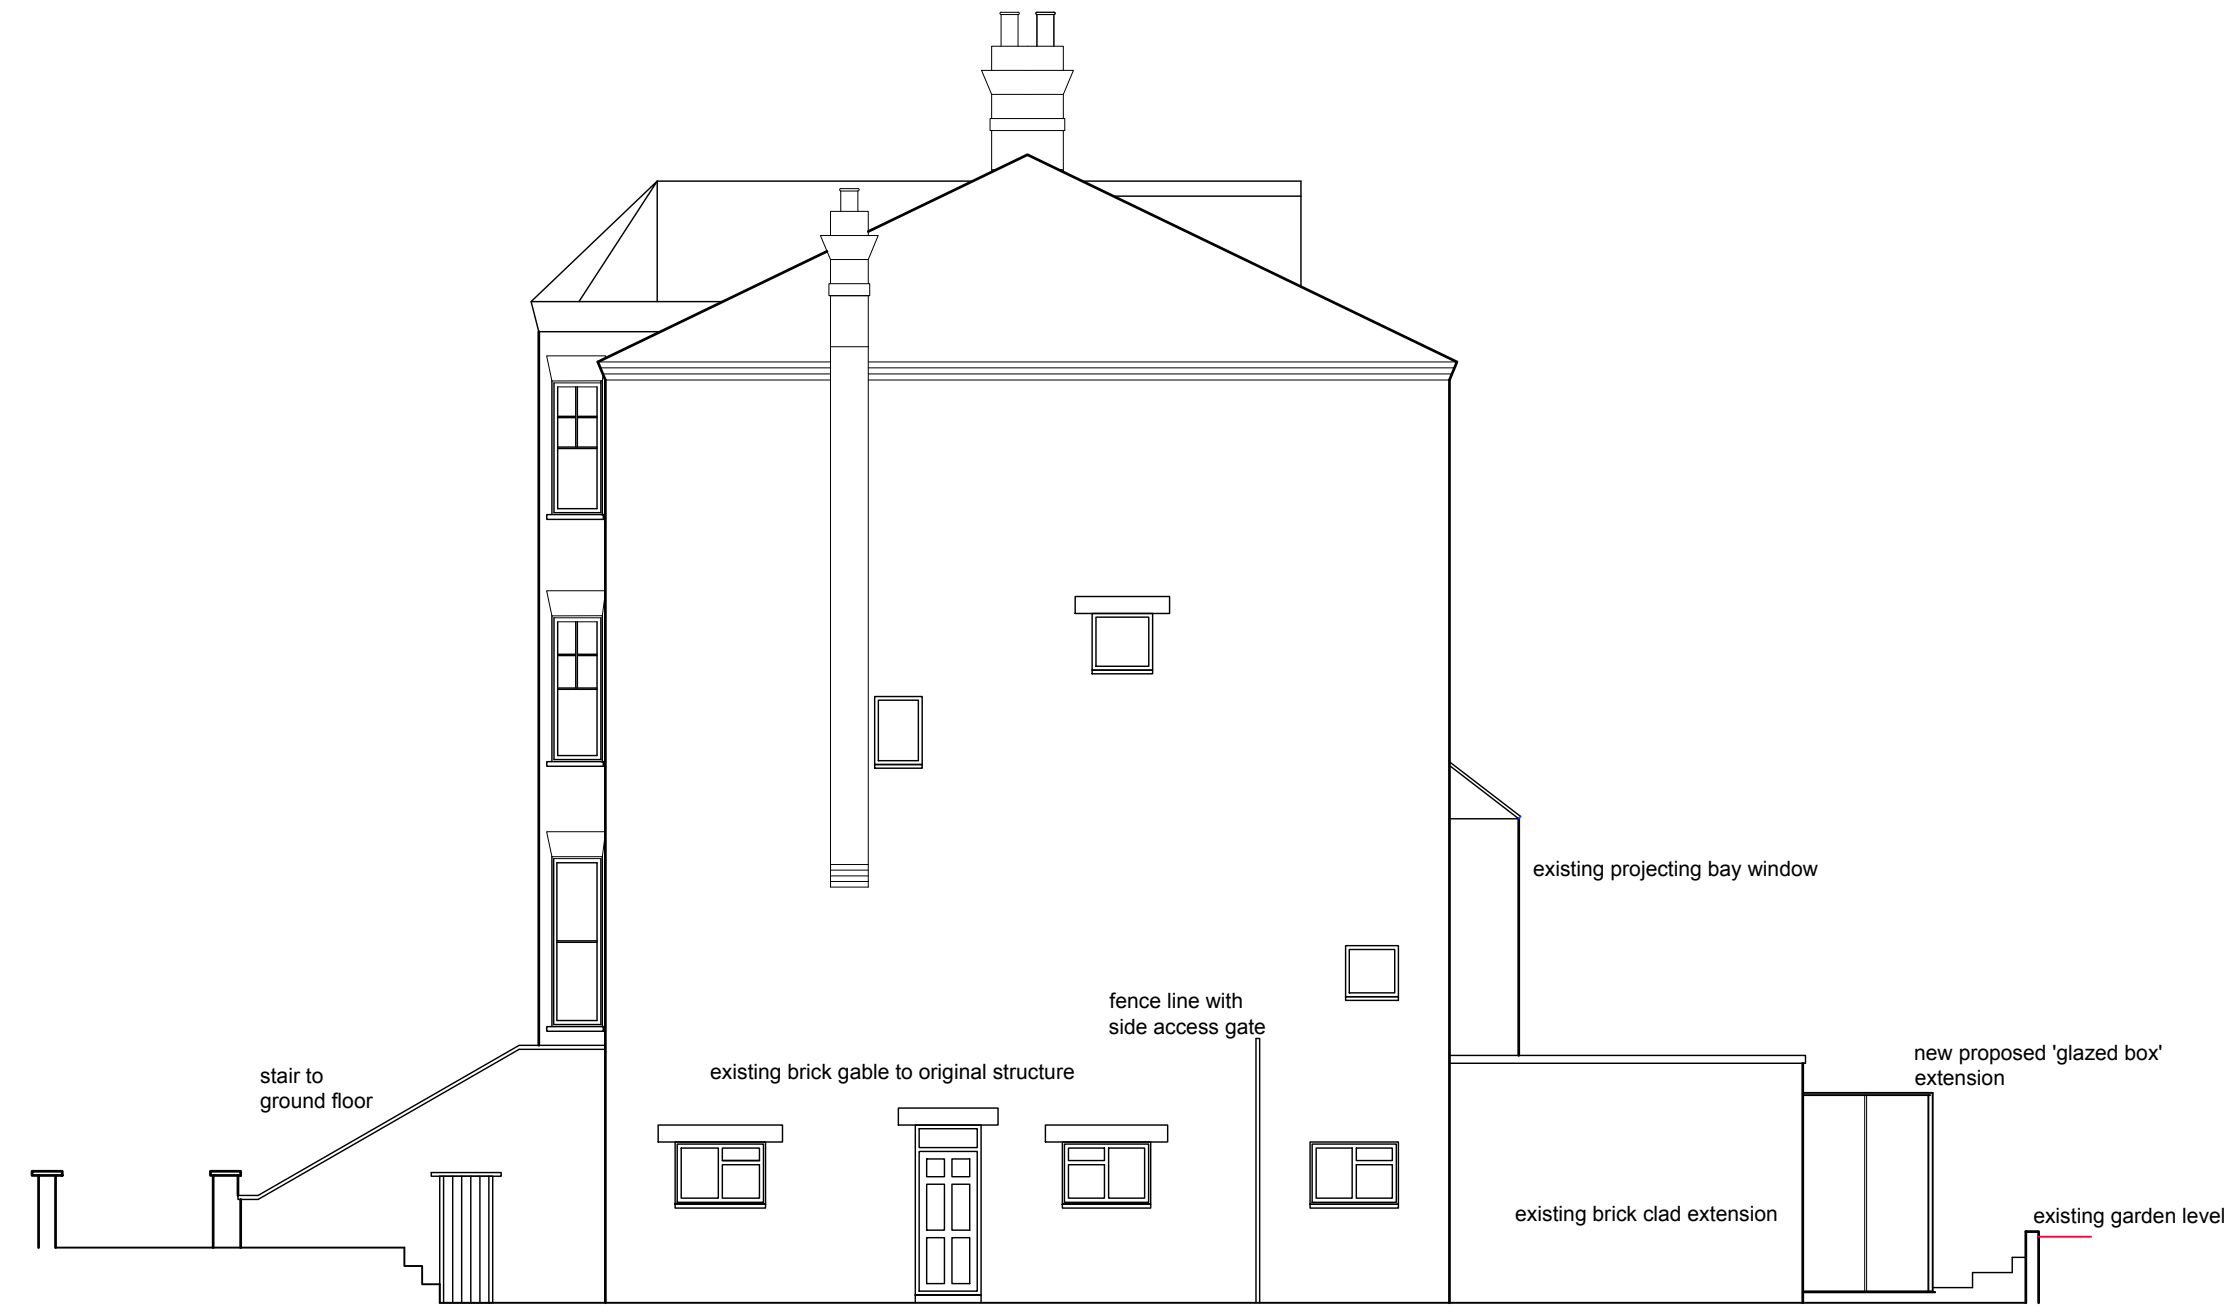 existing projecting bay window
fence line with
side access gate
new proposed 'glazed box'
extension
existing brick gable to original structure
stair to
ground floor
existing brick clad extension
existing garden level